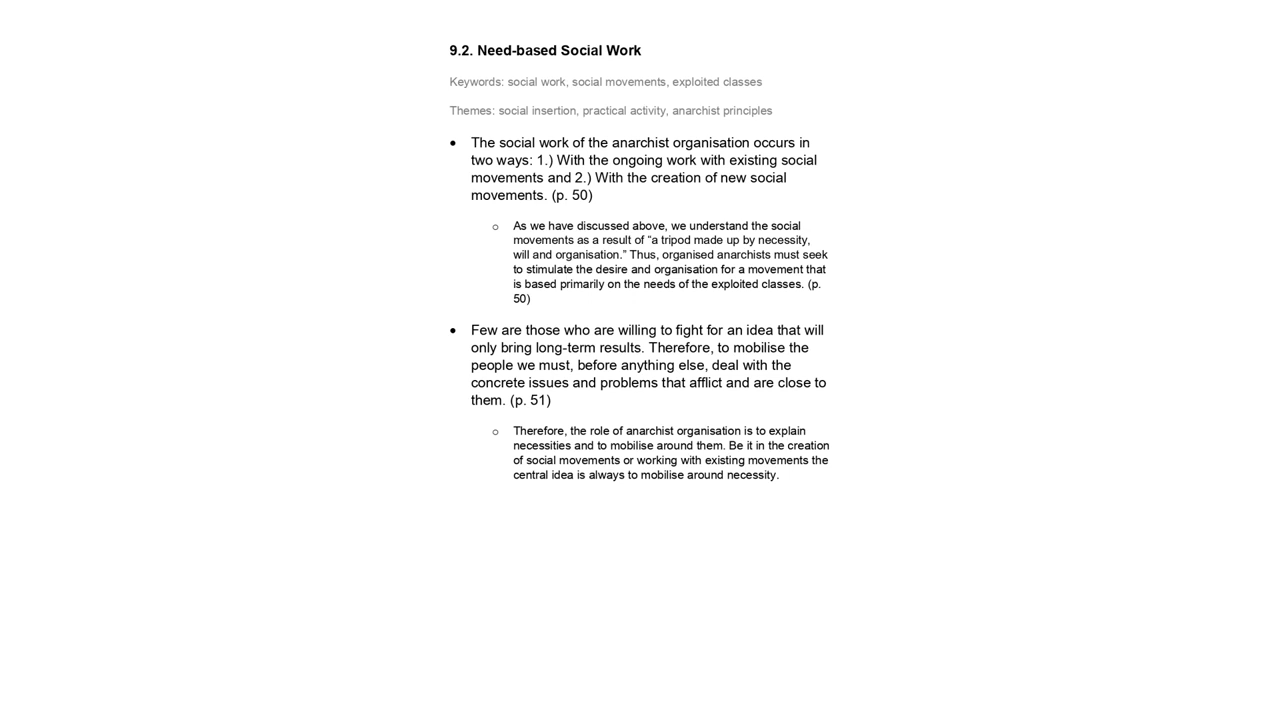 9.2. Need-based Social Work
Keywords: social work, social movements, exploited classes
Themes: social insertion, practical activity, anarchist principles
• The social work of the anarchist organisation occurs in
two ways: 1.) With the ongoing work with existing social
movements and 2.) With the creation of new social
movements. (p. 50)
○ As we have discussed above, we understand the social
movements as a result of “a tripod made up by necessity,
will and organisation.” Thus, organised anarchists must seek
to stimulate the desire and organisation for a movement that
is based primarily on the needs of the exploited classes. (p.
50)
• Few are those who are willing to fight for an idea that will
only bring long-term results. Therefore, to mobilise the
people we must, before anything else, deal with the
concrete issues and problems that afflict and are close to
them. (p. 51)
○ Therefore, the role of anarchist organisation is to explain
necessities and to mobilise around them. Be it in the creation
of social movements or working with existing movements the
central idea is always to mobilise around necessity.